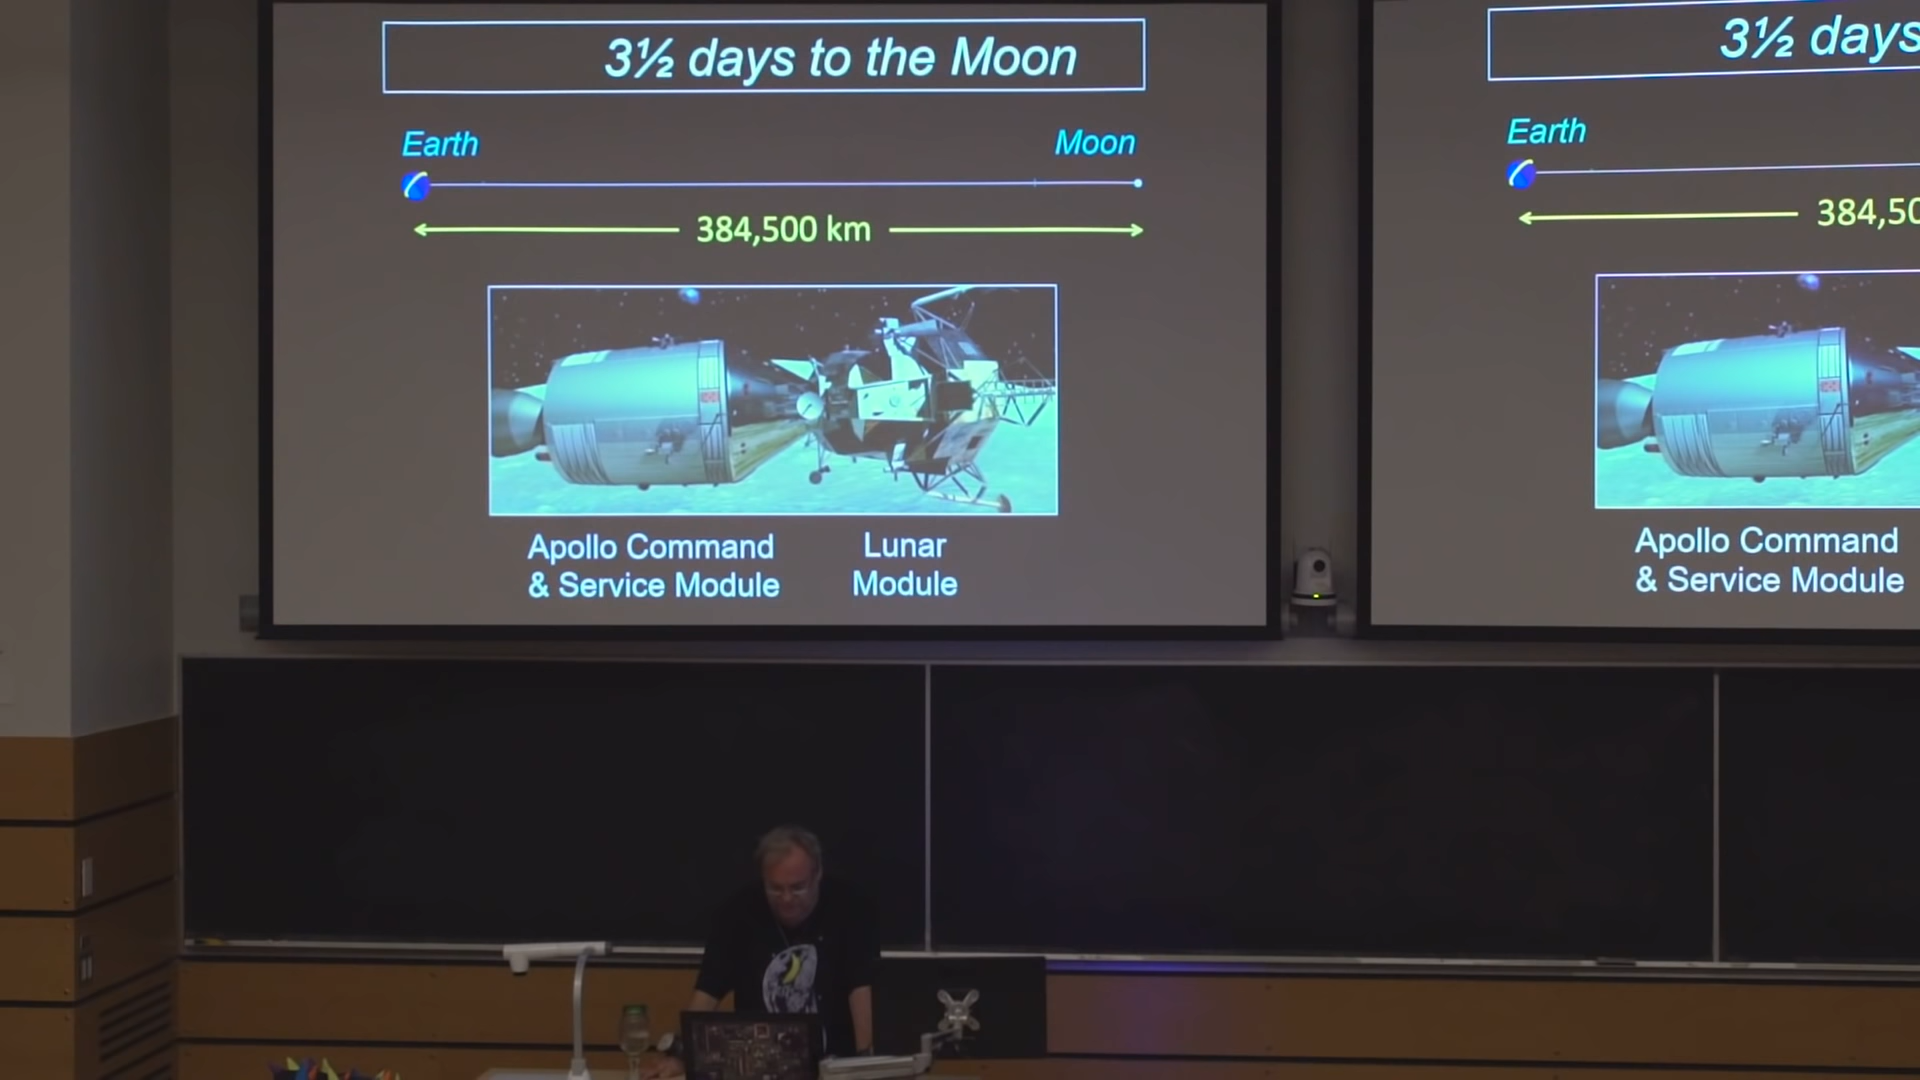 3½ days to the Moon
Earth
Moon
384,500 km
Apollo Command
& Service Module
Lunar
Module
3½ days
Earth
384,50
Apollo Command
& Service Module